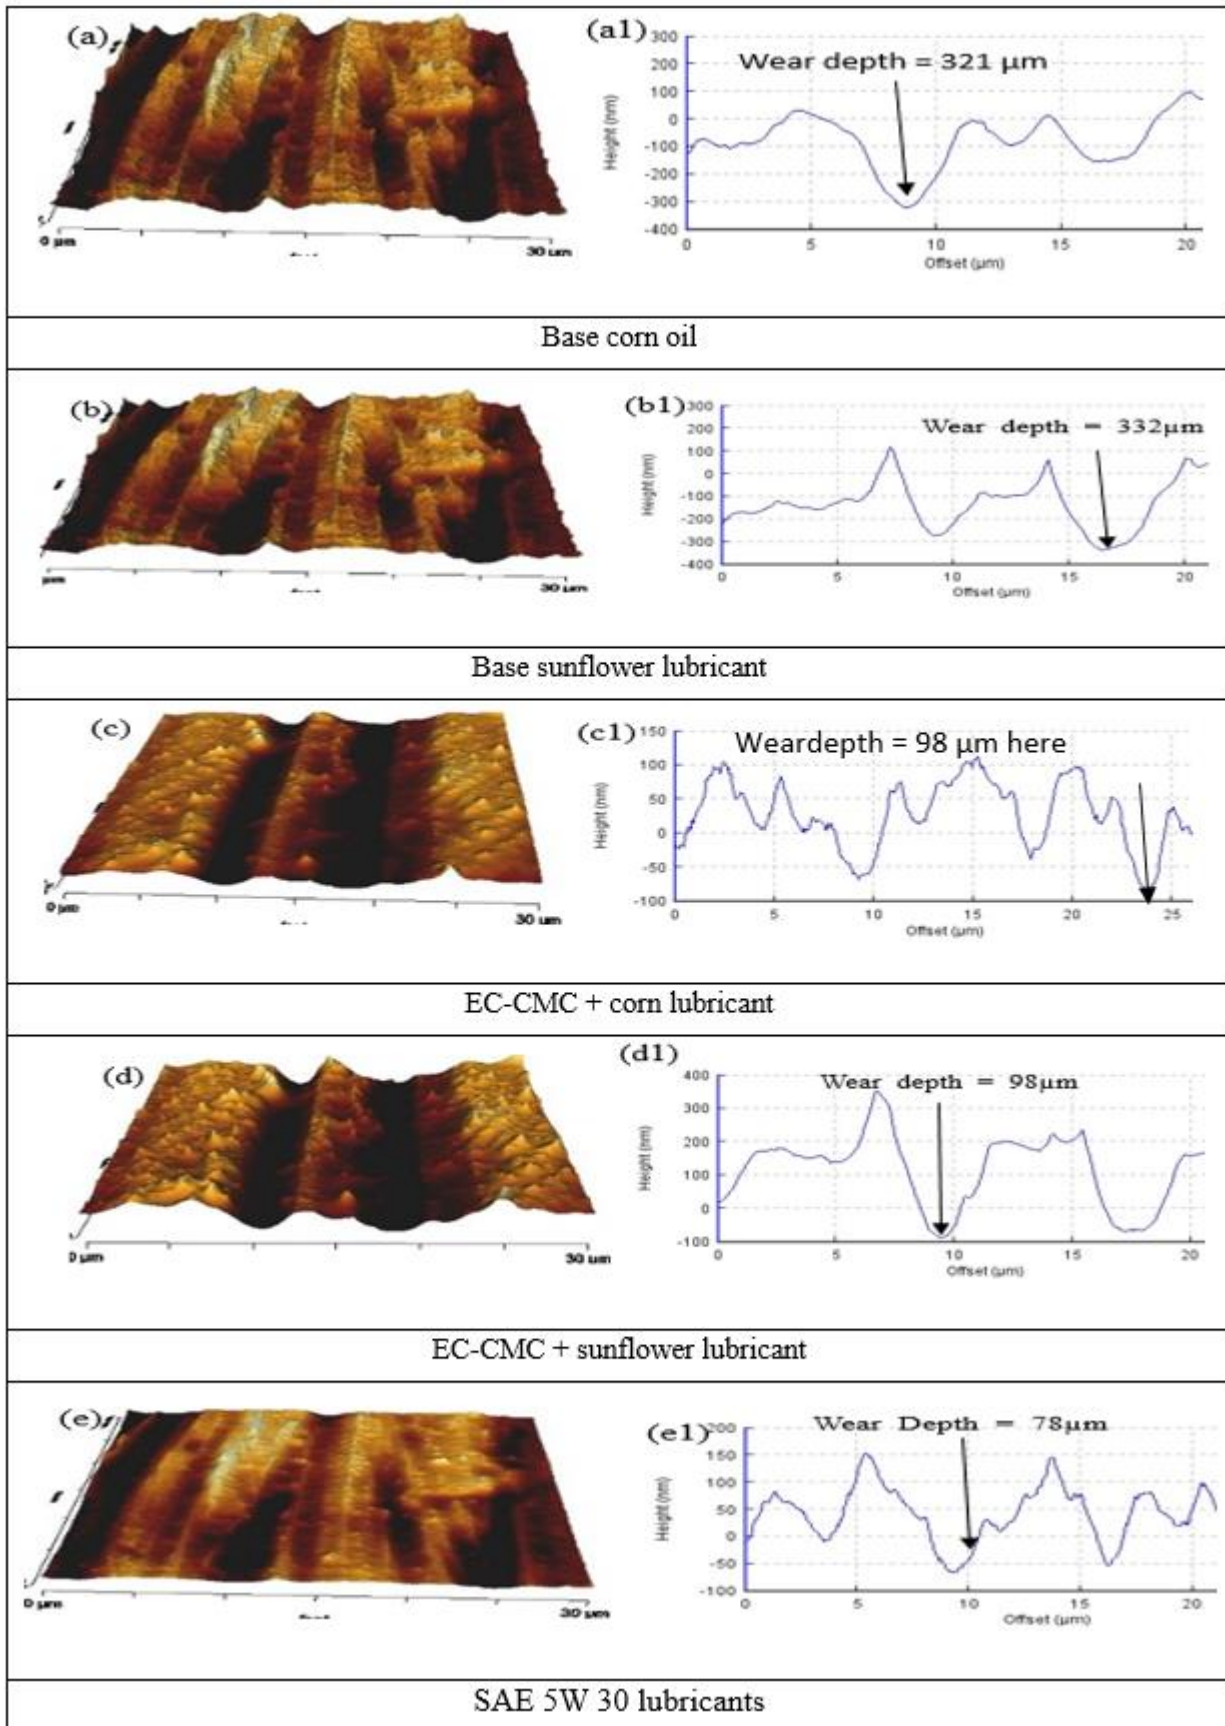 (a)
0 µm
30 µm
(a1)
Wear depth = 321 µm
300
200
100
0
-100
-200
-300
-400
Height (nm)
0 5 10 15 20
Offset (µm)
Base corn oil
(b)
µm
30 µm
(b1)
Wear depth = 332µm
300
200
100
0
-100
-200
-300
-400
Height (nm)
0 5 10 15 20
Offset (µm)
Base sunflower lubricant
(c)
0 µm
30 µm
(c1)
Weardepth = 98 µm here
150
100
50
0
-50
-100
Height (nm)
0 5 10 15 20 25
Offset (µm)
EC-CMC + corn lubricant
(d)
0 µm
30 µm
(d1)
Wear depth = 98µm
400
300
200
100
0
-100
Height (nm)
0 5 10 15 20
Offset (µm)
EC-CMC + sunflower lubricant
(e)
0 µm
30 µm
(e1)
Wear Depth = 78µm
200
150
100
50
0
-50
-100
Height (nm)
0 5 10 15 20
Offset (µm)
SAE 5W 30 lubricants